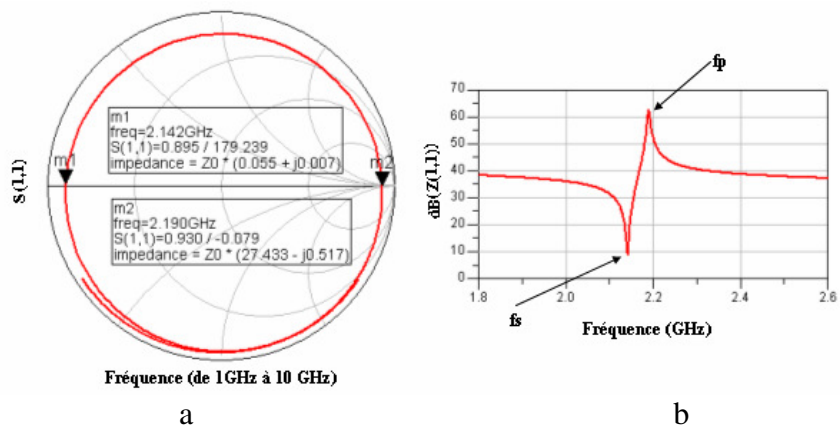 S(1,1)
m1
freq=2.142GHz
S(1,1)=0.895 / 179.239
impedance = Z0 * (0.055 + j0.007)
m1
m2
m2
freq=2.190GHz
S(1,1)=0.930 / -0.079
impedance = Z0 * (27.433 - j0.517)
Fréquence (de 1GHz à 10 GHz)
a
fp
dB(Z(1,1))
70
60
50
40
30
20
10
0
1.8
2.0
2.2
2.4
2.6
fs
Fréquence (GHz)
b